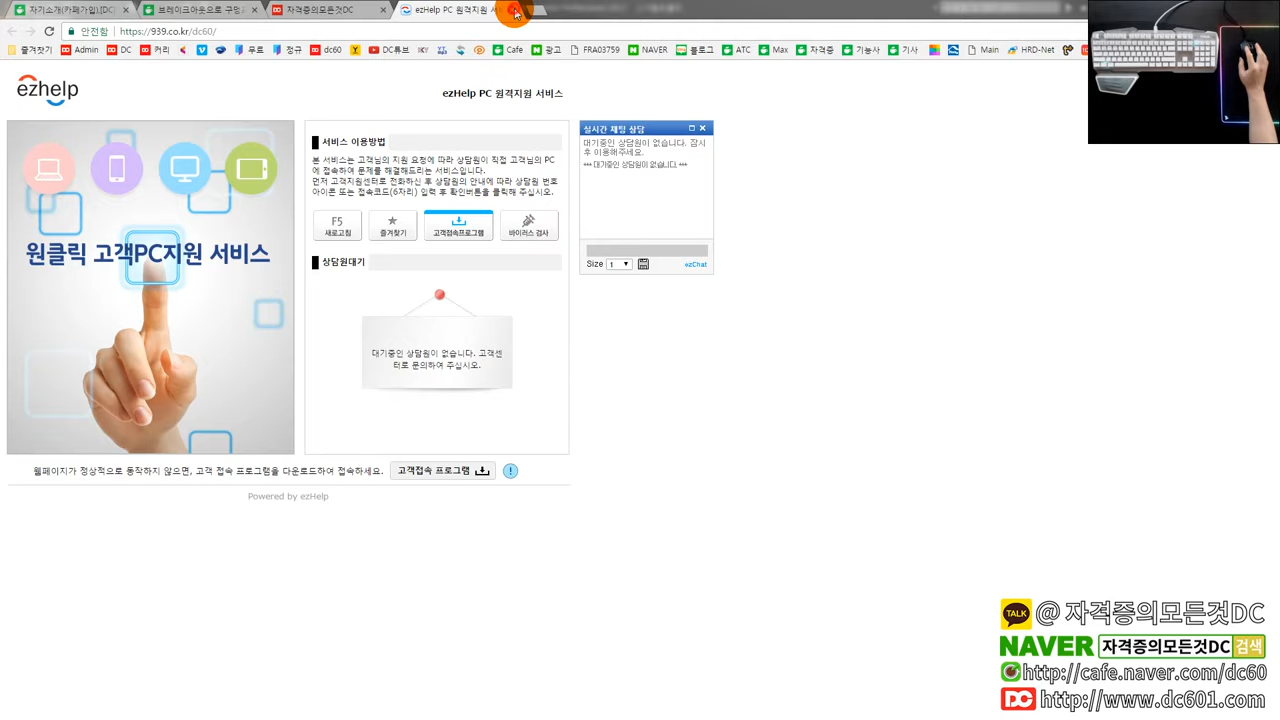 자기소개(카페가입),[DC]
브레이크아웃으로 구멍
자격증의모든것DC
ezHelp PC 원격지원 서
안전함 | https://939.co.kr/dc60/
즐겨찾기 Admin DC 커리 V 무료 정규 dc60 DC튜브 KY 광고 Cafe 광고 FRA03759 NAVER 블로그 ATC Max 자격증 기능사 기사 Main HRD-Net
ezhelp
ezHelp PC 원격지원 서비스
원클릭 고객PC지원 서비스
서비스 이용방법
본 서비스는 고객님의 지원 요청에 따라 상담원이 직접 고객님의 PC
에 접속하여 문제를 해결해드리는 서비스입니다.
먼저 고객지원센터로 전화하신 후 상담원의 안내에 따라 상담원 번호
아이콘 또는 접속코드(6자리) 입력 후 확인버튼을 클릭해 주십시오.
F5
새로고침
즐겨찾기
고객접속프로그램
바이러스 검사
상담원대기
대기중인 상담원이 없습니다. 고객센
터로 문의하여 주십시오.
실시간 채팅 상담
대기중인 상담원이 없습니다. 잠시
후 이용해주세요.
*** 대기중인 상담원이 없습니다. ***
Size 1
ezChat
웹페이지가 정상적으로 동작하지 않으면, 고객 접속 프로그램을 다운로드하여 접속하세요. 고객접속 프로그램 !
Powered by ezHelp
TALK @ 자격증의모든것DC
NAVER 자격증의모든것DC 검색
http://cafe.naver.com/dc60
DC http://www.dc601.com